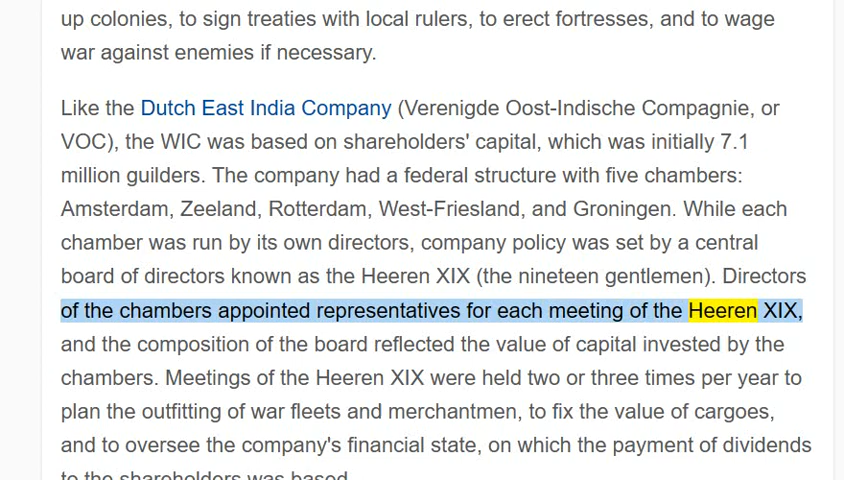 up colonies, to sign treaties with local rulers, to erect fortresses, and to wage
war against enemies if necessary.
Like the Dutch East India Company (Verenigde Oost-Indische Compagnie, or
VOC), the WIC was based on shareholders' capital, which was initially 7.1
million guilders. The company had a federal structure with five chambers:
Amsterdam, Zeeland, Rotterdam, West-Friesland, and Groningen. While each
chamber was run by its own directors, company policy was set by a central
board of directors known as the Heeren XIX (the nineteen gentlemen). Directors
of the chambers appointed representatives for each meeting of the Heeren XIX,
and the composition of the board reflected the value of capital invested by the
chambers. Meetings of the Heeren XIX were held two or three times per year to
plan the outfitting of war fleets and merchantmen, to fix the value of cargoes,
and to oversee the company's financial state, on which the payment of dividends
to the shareholders was based.